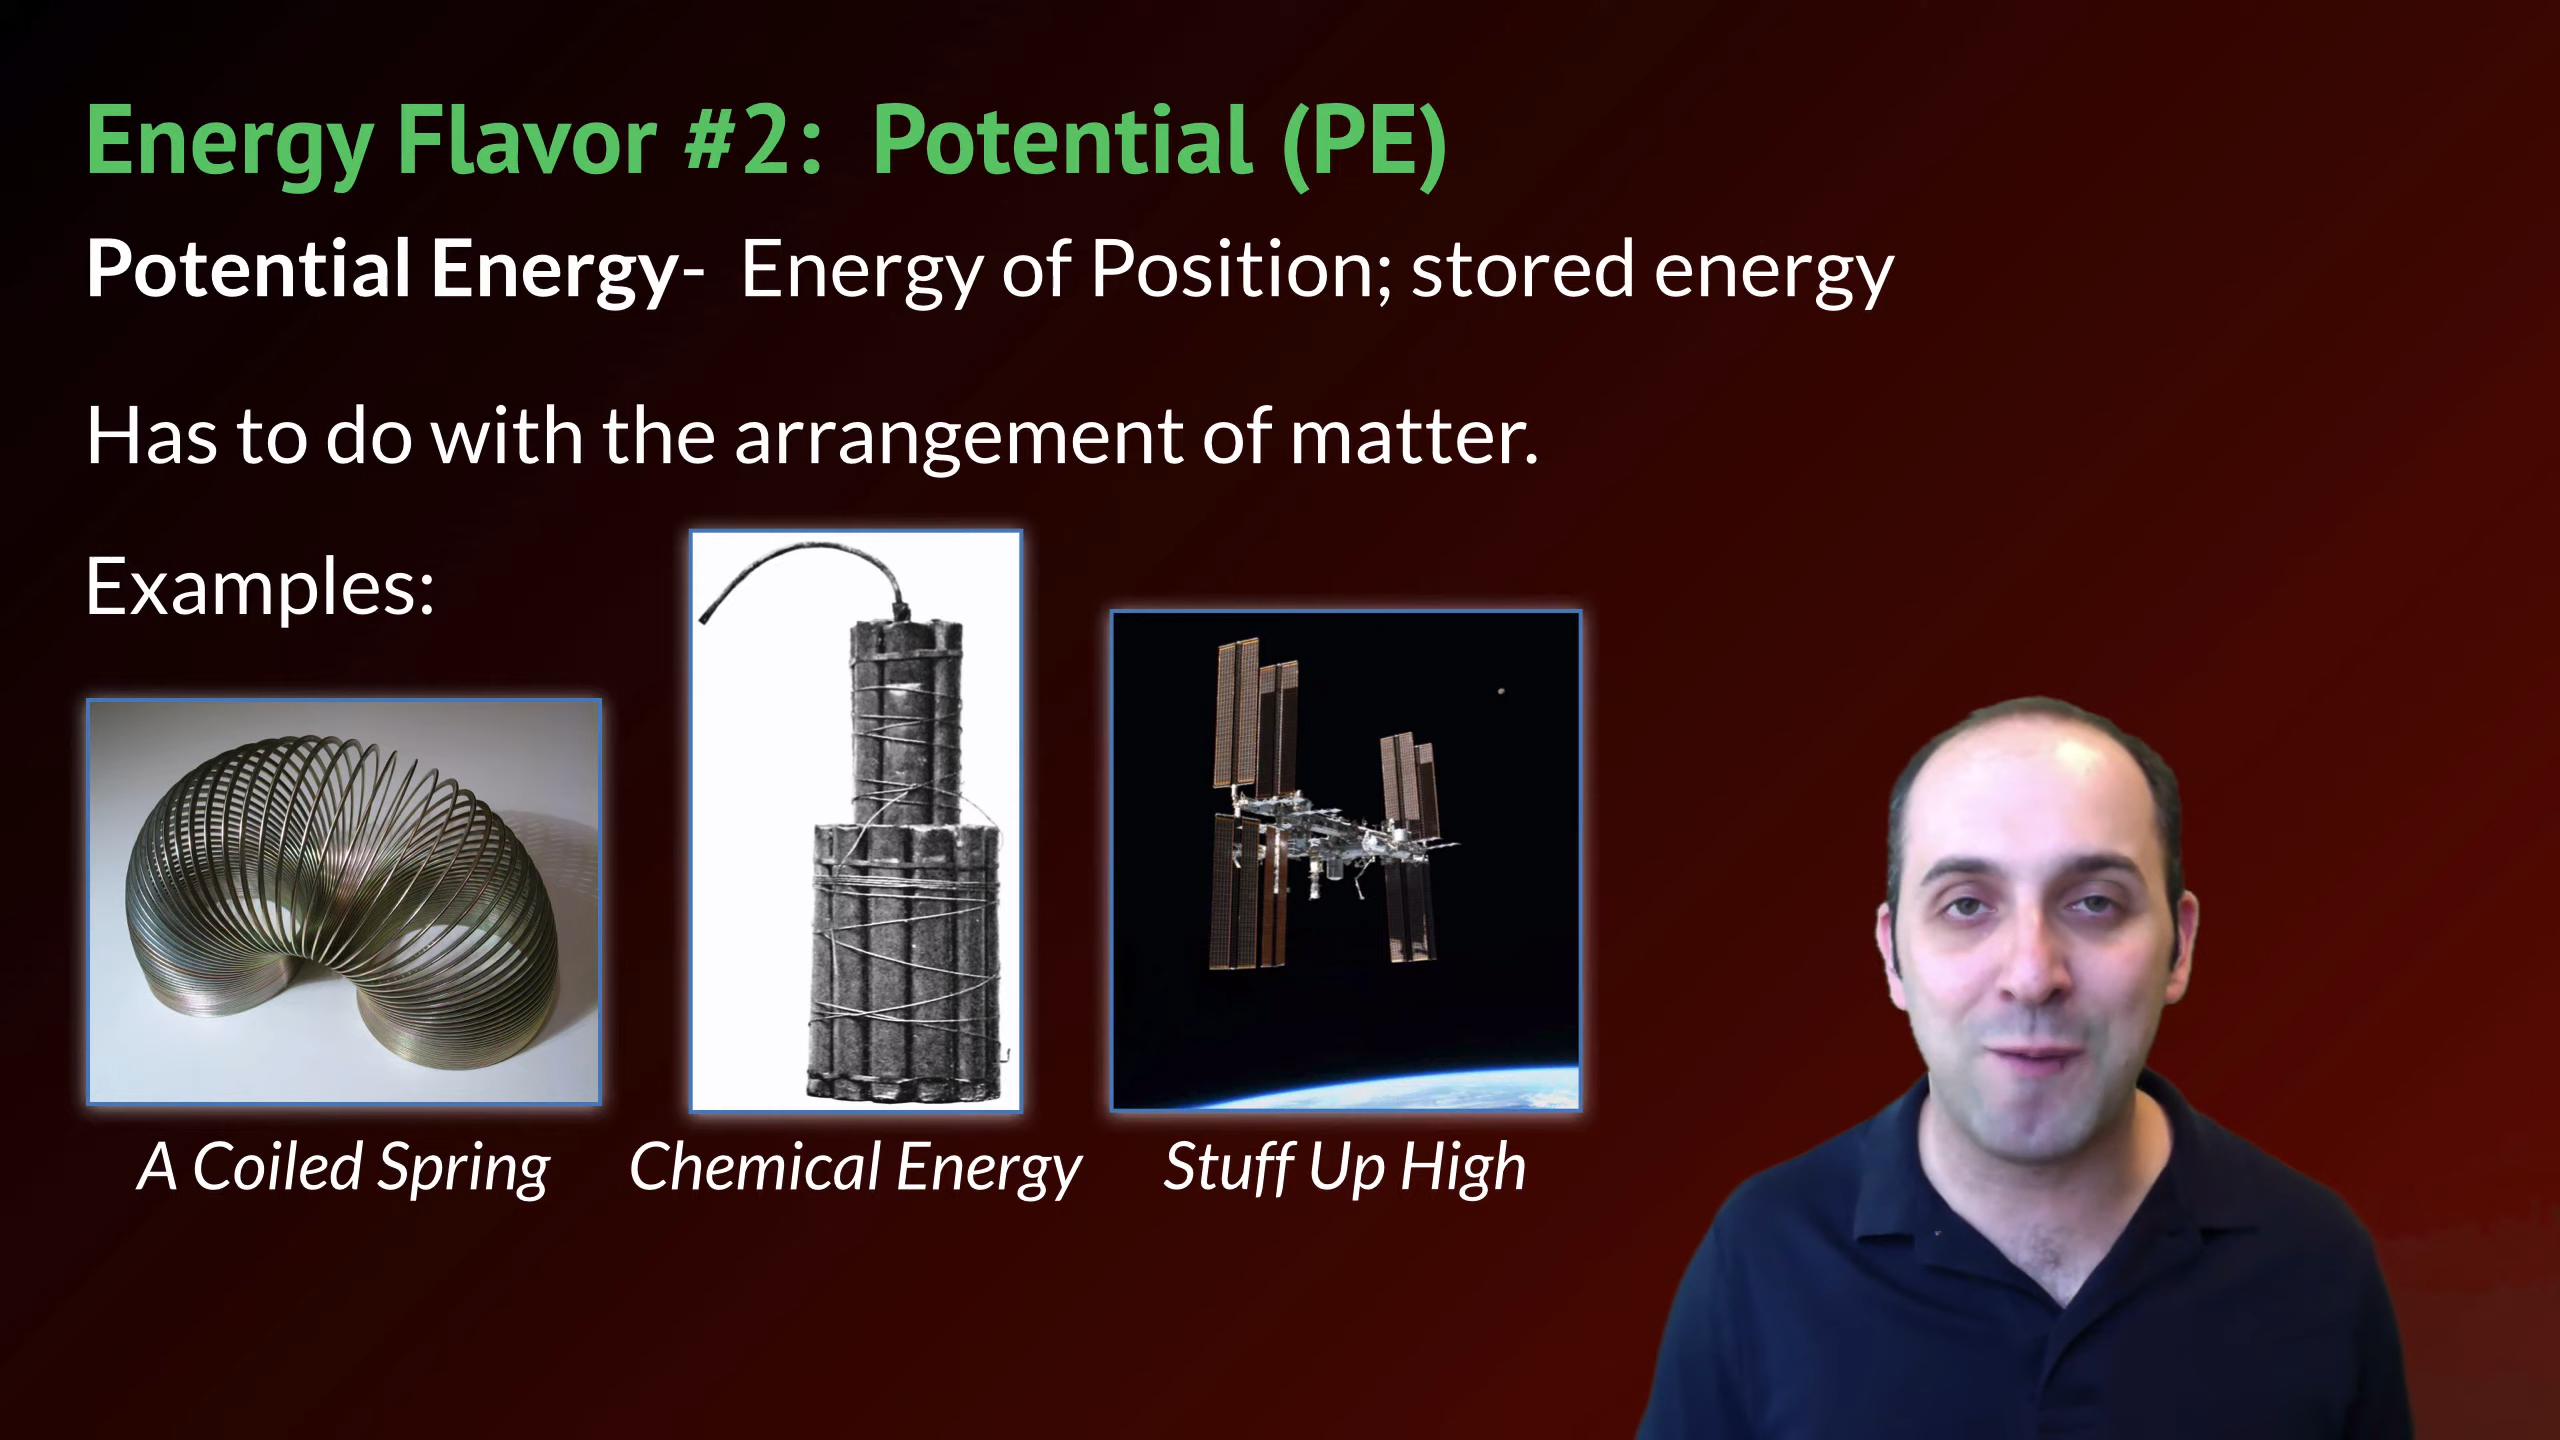 Energy Flavor #2: Potential (PE)
Potential Energy- Energy of Position; stored energy
Has to do with the arrangement of matter.
Examples:
A Coiled Spring
Chemical Energy
Stuff Up High